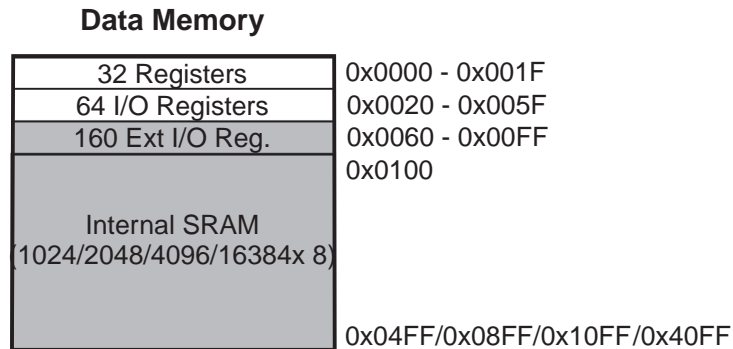 Data Memory
32 Registers 0x0000 - 0x001F
64 I/O Registers 0x0020 - 0x005F
160 Ext I/O Reg. 0x0060 - 0x00FF
0x0100
Internal SRAM
(1024/2048/4096/16384x 8)
0x04FF/0x08FF/0x10FF/0x40FF